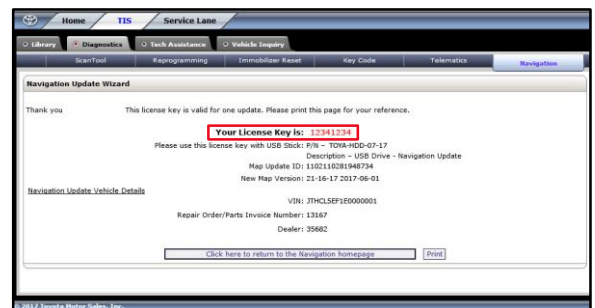 Home TIS Service Lane
Library Diagnostics Tech Assistance Vehicle Inquiry
ScanTool Reprogramming Immobilizer Reset Key Code Telematics Navigation
Navigation Update Wizard
Thank you This license key is valid for one update. Please print this page for your reference.
Your License Key is: 12341234
Please use this license key with USB Stick: P/N - TOYA-HDD-07-17
Description - USB Drive - Navigation Update
Map Update ID: 1102110281948734
New Map Version: 21-16-17 2017-06-01
Navigation Update Vehicle Details
VIN: JTHCL5EF1E0000001
Repair Order/Parts Invoice Number: 13167
Dealer: 35682
Click here to return to the Navigation homepage Print
© 2017 Toyota Motor Sales, Inc.